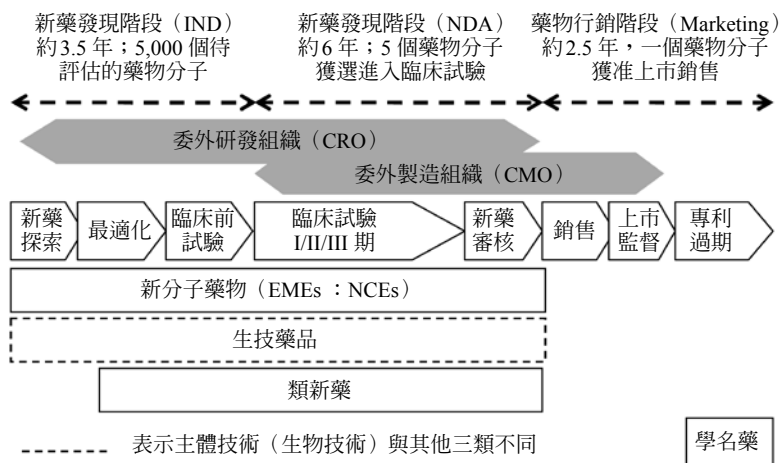 新藥發現階段（IND）
約3.5 年；5,000 個待
評估的藥物分子
新藥發現階段（NDA）
約6 年；5 個藥物分子
獲選進入臨床試驗
藥物行銷階段（Marketing）
約2.5 年，一個藥物分子
獲准上市銷售
委外研發組織（CRO）
委外製造組織（CMO）
新藥
探索
最適化
臨床前
試驗
臨床試驗
I/II/III 期
新藥
審核
銷售
上市
監督
專利
過期
新分子藥物（EMEs ：NCEs）
生技藥品
類新藥
表示主體技術（生物技術）與其他三類不同
學名藥